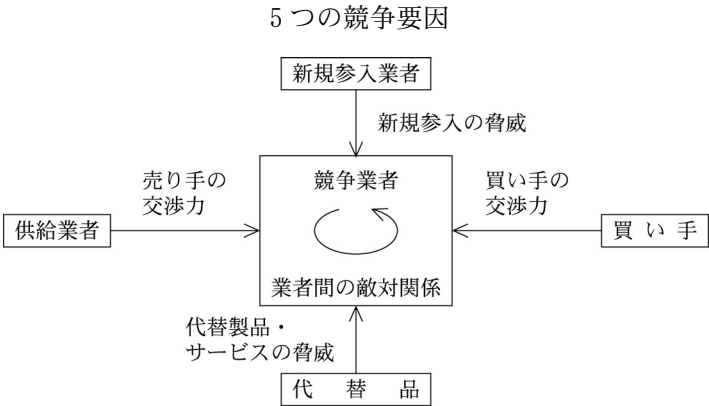 5つの競争要因
新規参入業者
新規参入の脅威
売り手の
交渉力
競争業者
買い手の
交渉力
供給業者
買い手
業者間の敵対関係
代替製品・
サービスの脅威
代替品